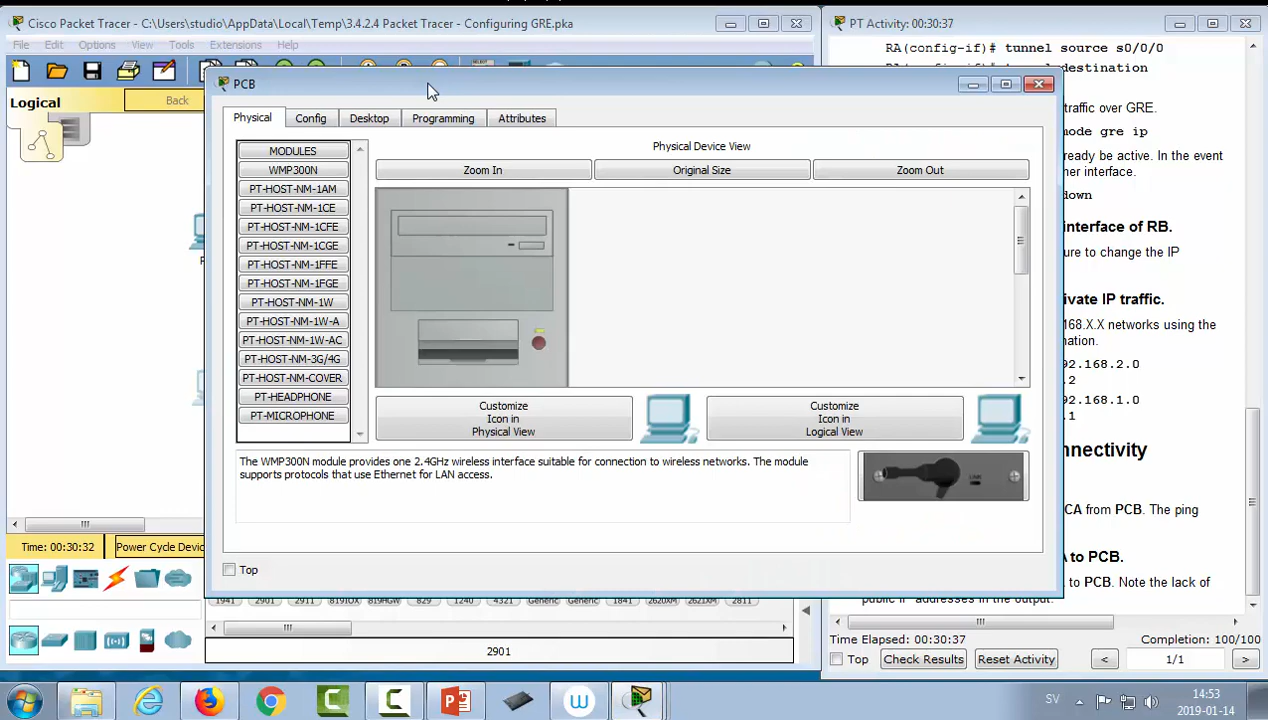 Cisco Packet Tracer - C:\Users\studio\AppData\Local\Temp\3.4.2.4 Packet Tracer - Configuring GRE.pka
File Edit Options View Tools Extensions Help
Logical
Back
Time: 00:30:32
Power Cycle Devic
1941 2901 2911 819IOX 819HGW 829 1240 4321 Generic Generic 1841 2620XM 2621XM 2811
2901
PCB
Physical Config Desktop Programming Attributes
MODULES
WMP300N
PT-HOST-NM-1AM
PT-HOST-NM-1CE
PT-HOST-NM-1CFE
PT-HOST-NM-1CGE
PT-HOST-NM-1FFE
PT-HOST-NM-1FGE
PT-HOST-NM-1W
PT-HOST-NM-1W-A
PT-HOST-NM-1W-AC
PT-HOST-NM-3G/4G
PT-HOST-NM-COVER
PT-HEADPHONE
PT-MICROPHONE
Physical Device View
Zoom In Original Size Zoom Out
Customize
Icon in
Physical View
Customize
Icon in
Logical View
The WMP300N module provides one 2.4GHz wireless interface suitable for connection to wireless networks. The module
supports protocols that use Ethernet for LAN access.
Top
PT Activity: 00:30:37
RA(config-if)# tunnel source s0/0/0
destination
traffic over GRE.
mode gre ip
ready be active. In the event
her interface.
down
interface of RB.
ure to change the IP
ivate IP traffic.
168.X.X networks using the
nation.
92.168.2.0
.2
92.168.1.0
.1
nnectivity
CA from PCB. The ping
A to PCB.
to PCB. Note the lack of
public IP addresses in the output.
Time Elapsed: 00:30:37 Completion: 100/100
Top Check Results Reset Activity < 1/1 >
SV
14:53
2019-01-14